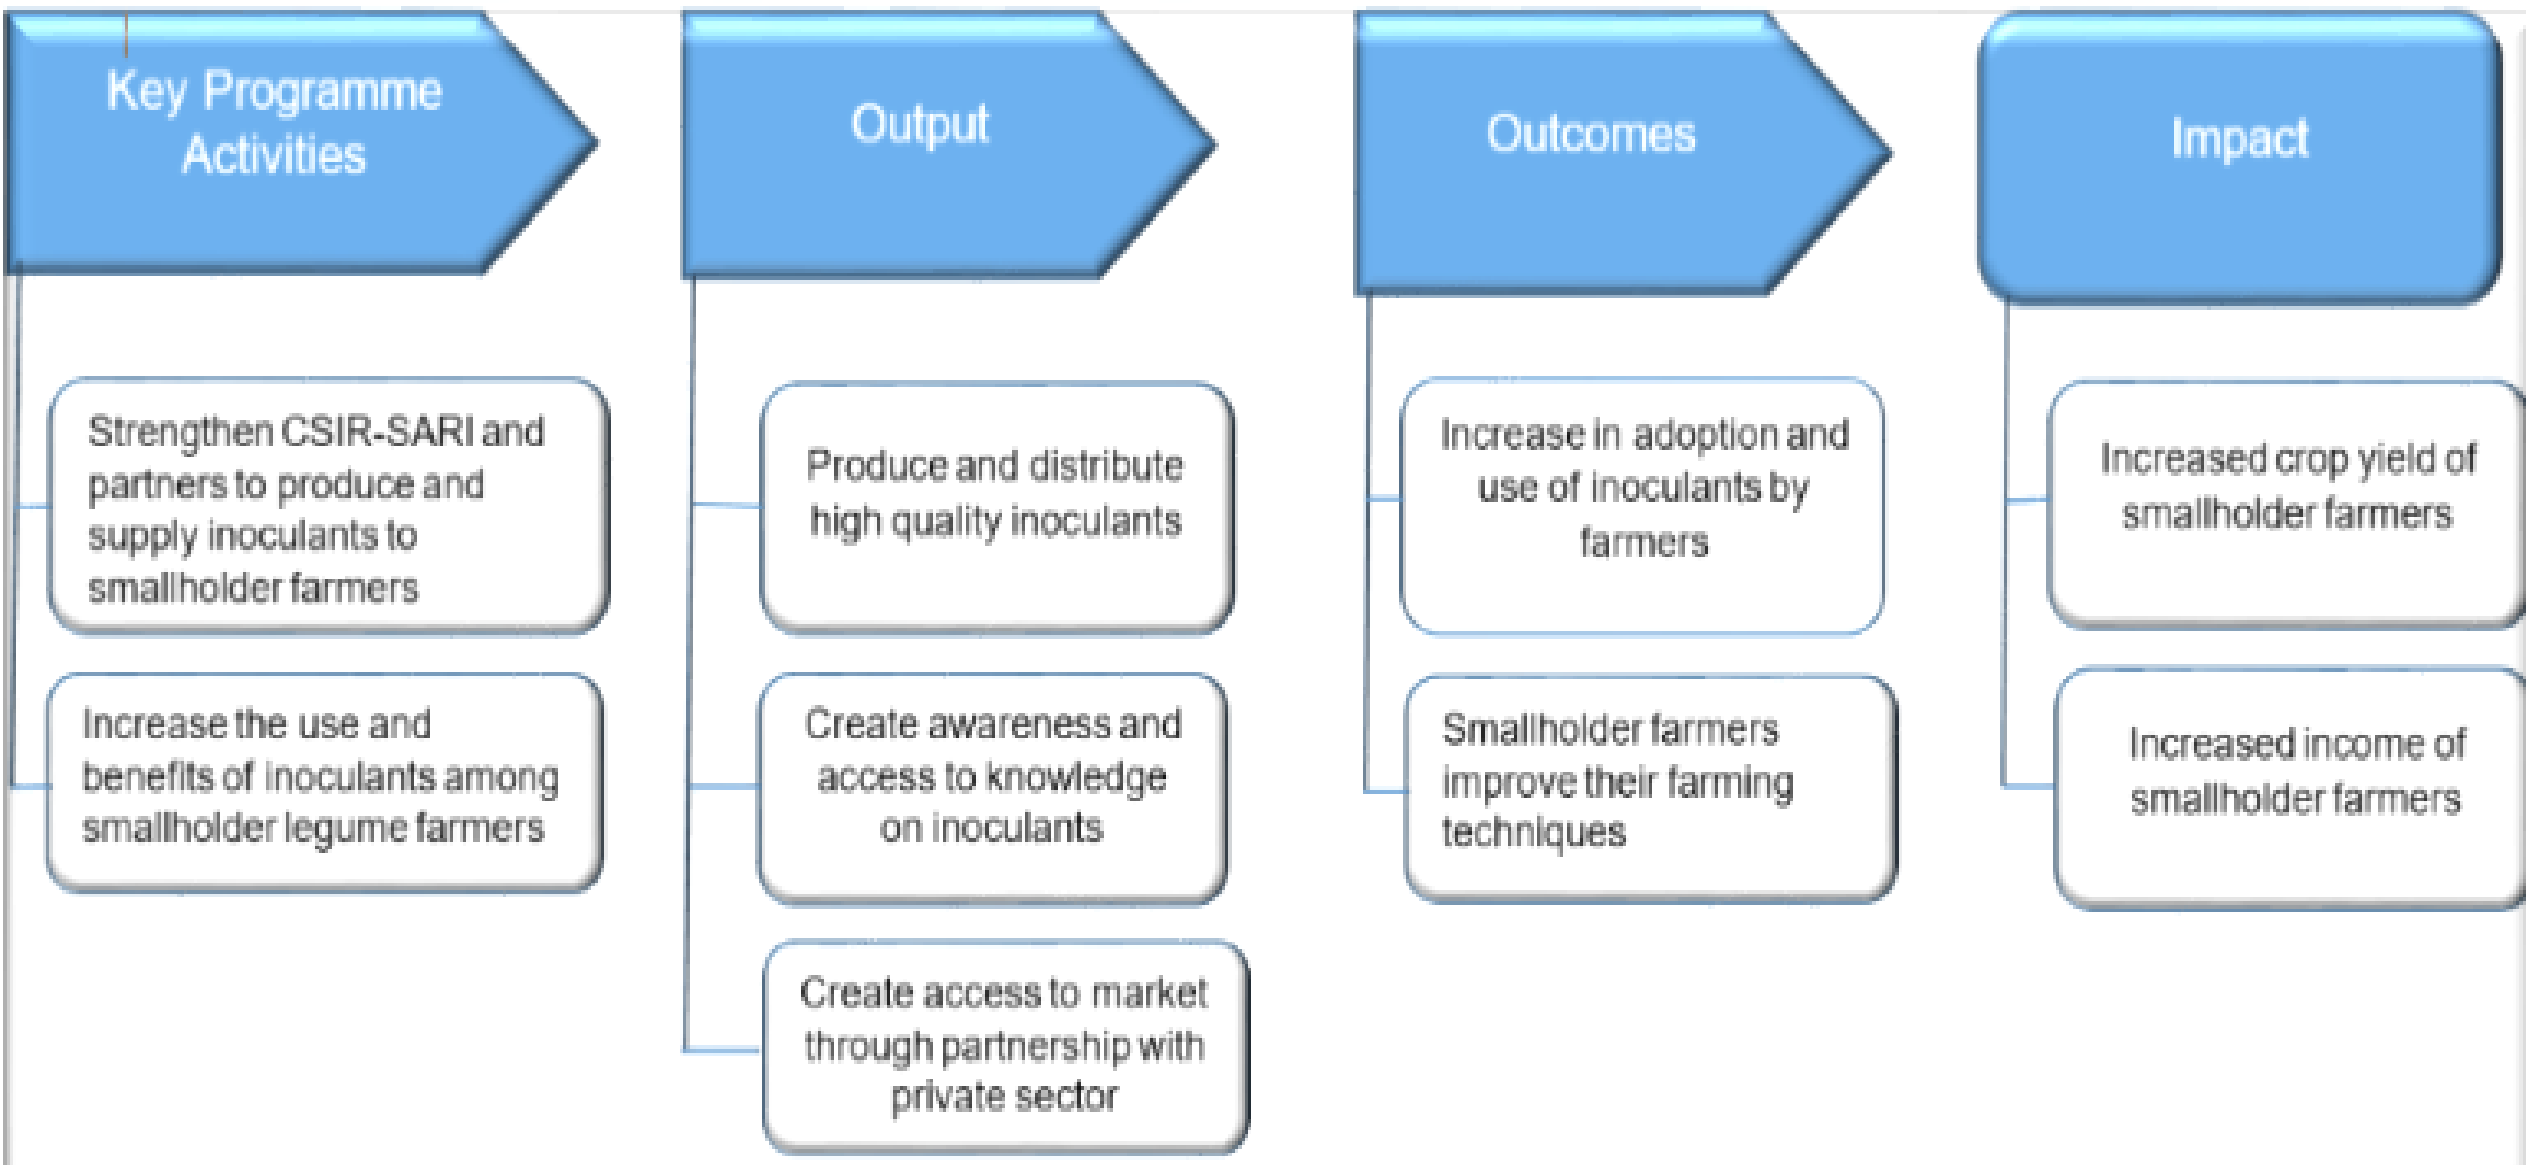 Key Programme
Activities
Strengthen CSIR-SARI and
partners to produce and
supply inoculants to
smallholder farmers
Increase the use and
benefits of inoculants among
smallholder legume farmers
Output
Produce and distribute
high quality inoculants
Create awareness and
access to knowledge
on inoculants
Create access to market
through partnership with
private sector
Outcomes
Increase in adoption and
use of inoculants by
farmers
Smallholder farmers
improve their farming
techniques
Impact
Increased crop yield of
smallholder farmers
Increased income of
smallholder farmers